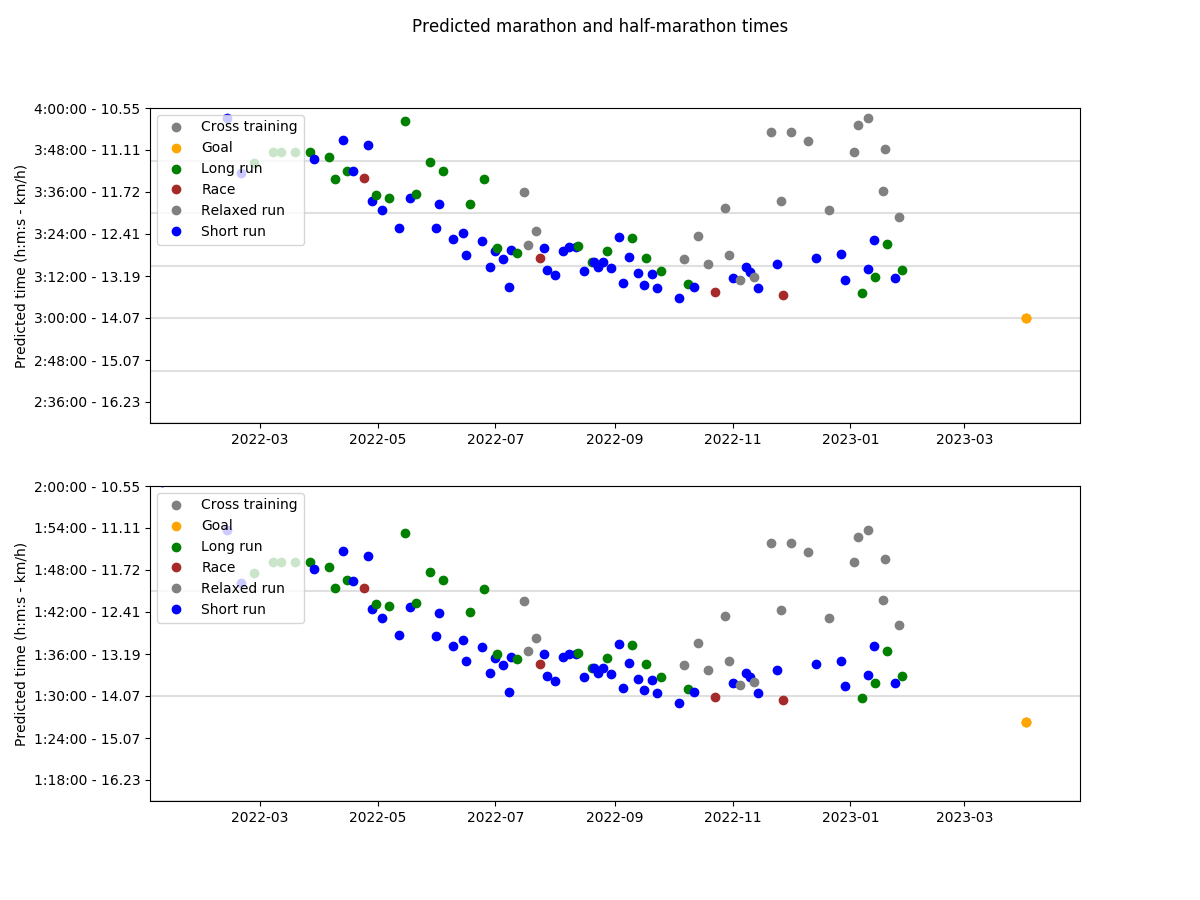 Predicted marathon and half-marathon times
Predicted time (h:m:s - km/h)
4:00:00 - 10.55
3:48:00 - 11.11
3:36:00 - 11.72
3:24:00 - 12.41
3:12:00 - 13.19
3:00:00 - 14.07
2:48:00 - 15.07
2:36:00 - 16.23
Cross training
Goal
Long run
Race
Relaxed run
Short run
2022-03 2022-05 2022-07 2022-09 2022-11 2023-01 2023-03
Predicted time (h:m:s - km/h)
2:00:00 - 10.55
1:54:00 - 11.11
1:48:00 - 11.72
1:42:00 - 12.41
1:36:00 - 13.19
1:30:00 - 14.07
1:24:00 - 15.07
1:18:00 - 16.23
Cross training
Goal
Long run
Race
Relaxed run
Short run
2022-03 2022-05 2022-07 2022-09 2022-11 2023-01 2023-03